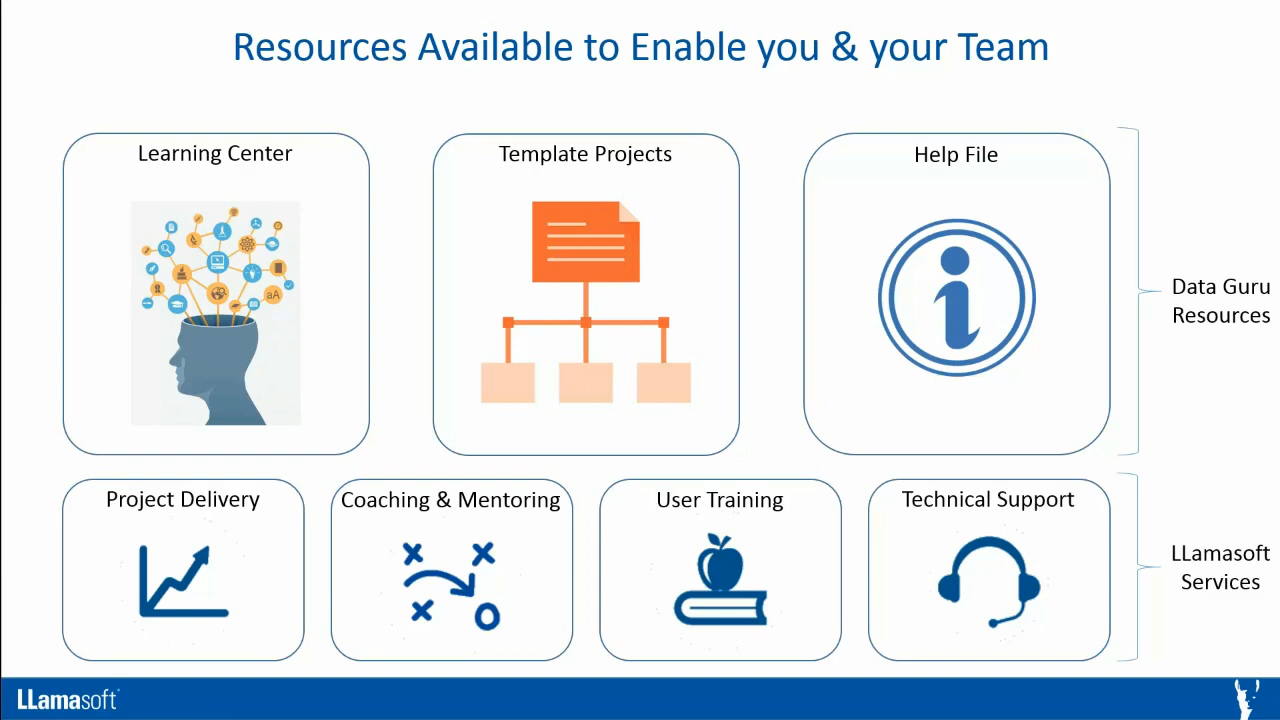 Resources Available to Enable you & your Team
Learning Center
Template Projects
Help File
aA
Data Guru
Resources
Project Delivery
Coaching & Mentoring
User Training
Technical Support
LLamasoft
Services
LLamasoft